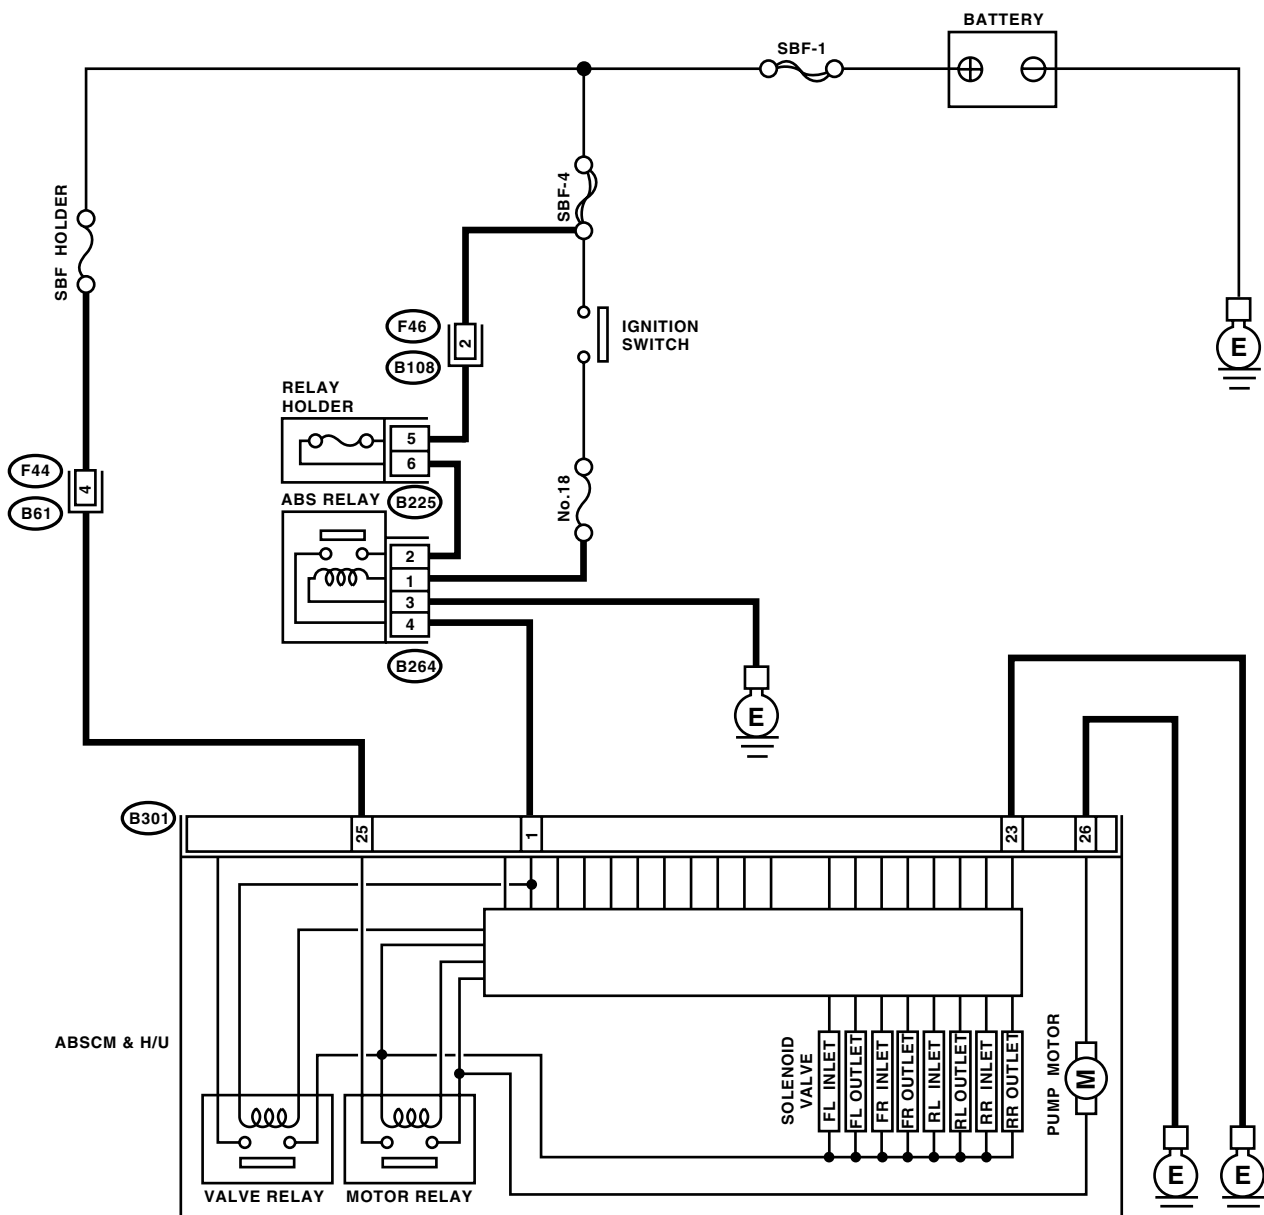 BATTERY
SBF-1
SBF-4
SBF HOLDER
E
IGNITION
SWITCH
F46
2
B108
RELAY
HOLDER
5
6
B225
F44
4
B61
No.18
ABS RELAY
2
1
3
4
B264
E
B301
25
1
23
26
ABSCM & H/U
SOLENOID
VALVE
FL INLET
FL OUTLET
FR INLET
FR OUTLET
RL INLET
RL OUTLET
RR INLET
RR OUTLET
PUMP MOTOR
M
E
E
VALVE RELAY
MOTOR RELAY